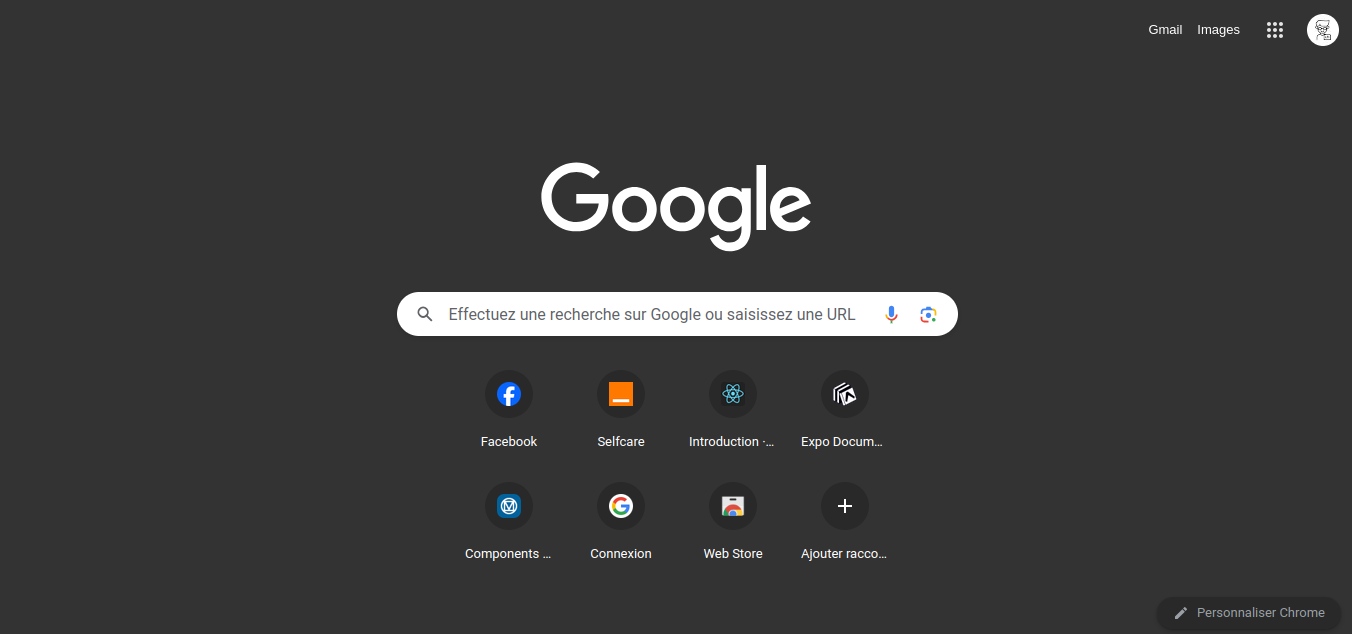 Gmail Images
Google
Effectuez une recherche sur Google ou saisissez une URL
Facebook Selfcare Introduction ·... Expo Docum...
Components ... Connexion Web Store Ajouter racco...
Personnaliser Chrome